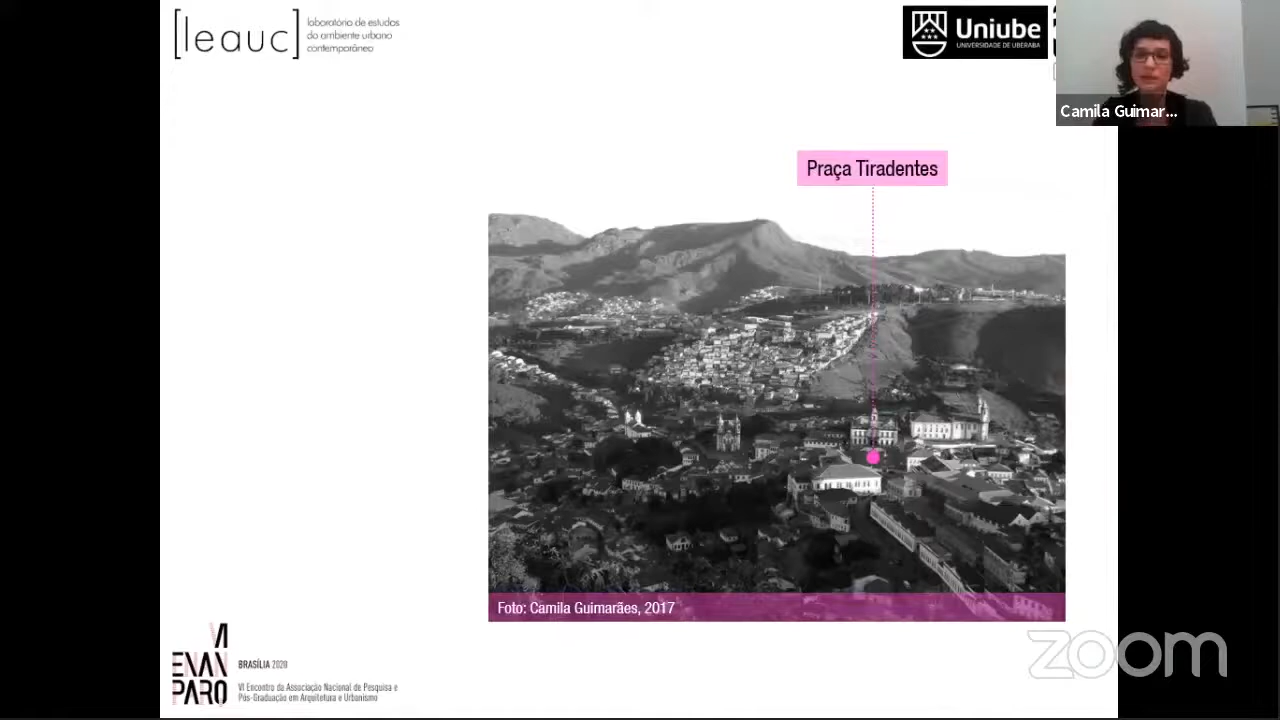 [leauc]
laboratório de estudos
do ambiente urbano
contemporâneo
Uniube
UNIVERSIDADE DE UBERABA
Camila Guimar...
Praça Tiradentes
Foto: Camila Guimarães, 2017
VI
ENAN
PARQ
BRASÍLIA 2020
VI Encontro da Associação Nacional de Pesquisa e
Pós-Graduação em Arquitetura e Urbanismo
zoom